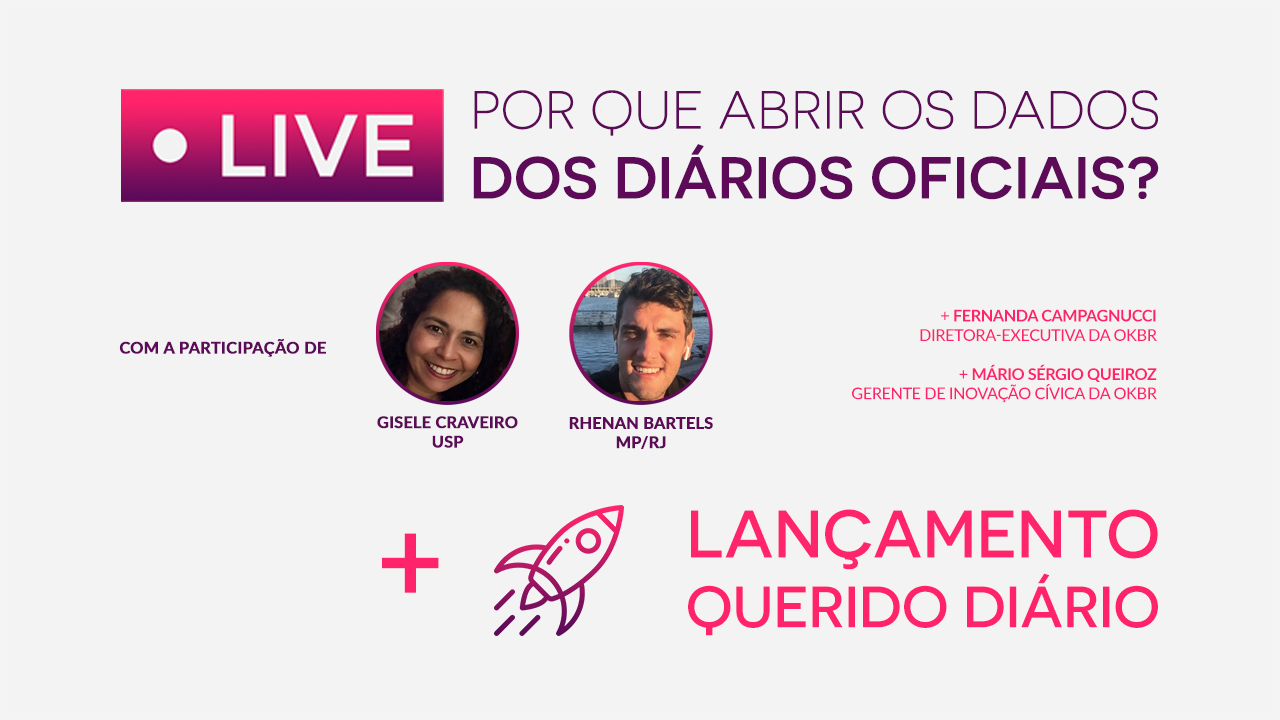 • LIVE
POR QUE ABRIR OS DADOS
DOS DIÁRIOS OFICIAIS?
COM A PARTICIPAÇÃO DE
GISELE CRAVEIRO
USP
RHENAN BARTELS
MP/RJ
+ FERNANDA CAMPAGNUCCI
DIRETORA-EXECUTIVA DA OKBR
+ MÁRIO SÉRGIO QUEIROZ
GERENTE DE INOVAÇÃO CÍVICA DA OKBR
+
LANÇAMENTO
QUERIDO DIÁRIO